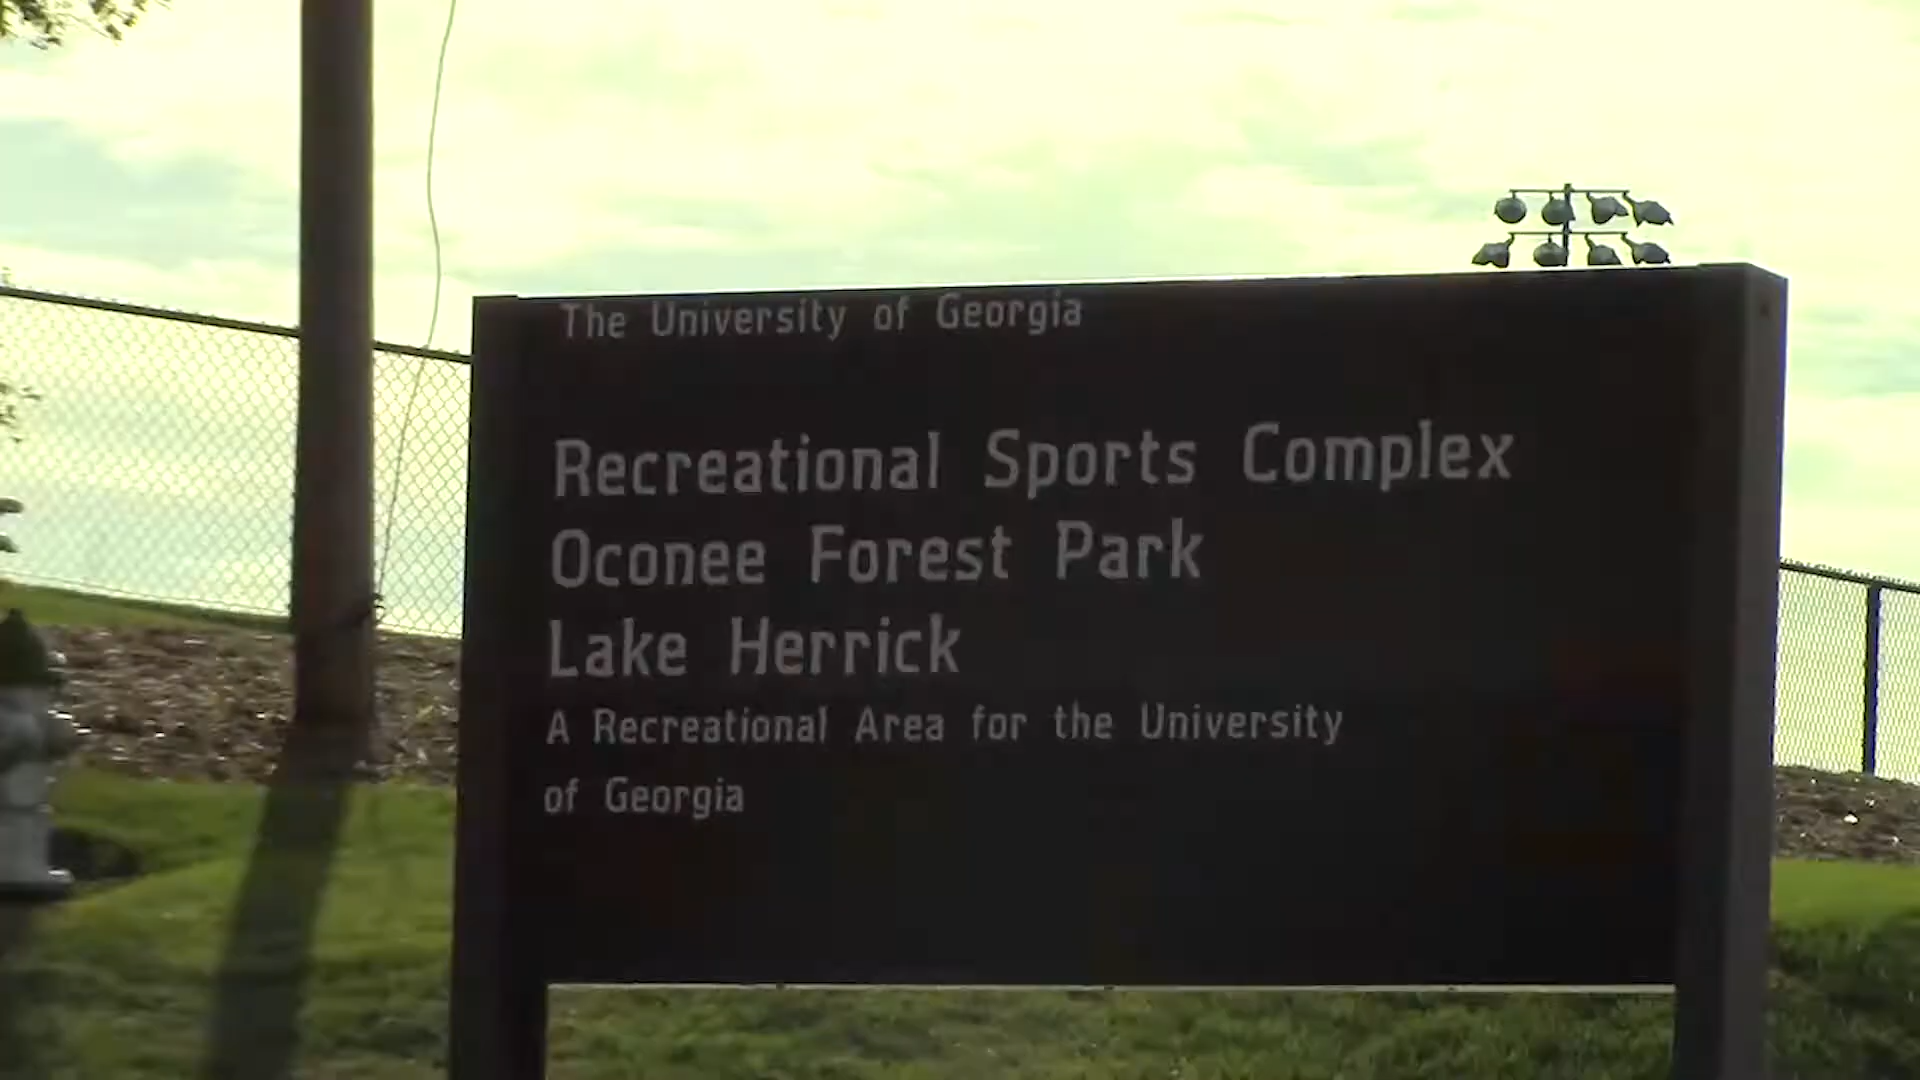 The University of Georgia
Recreational Sports Complex
Oconee Forest Park
Lake Herrick
A Recreational Area for the University
of Georgia